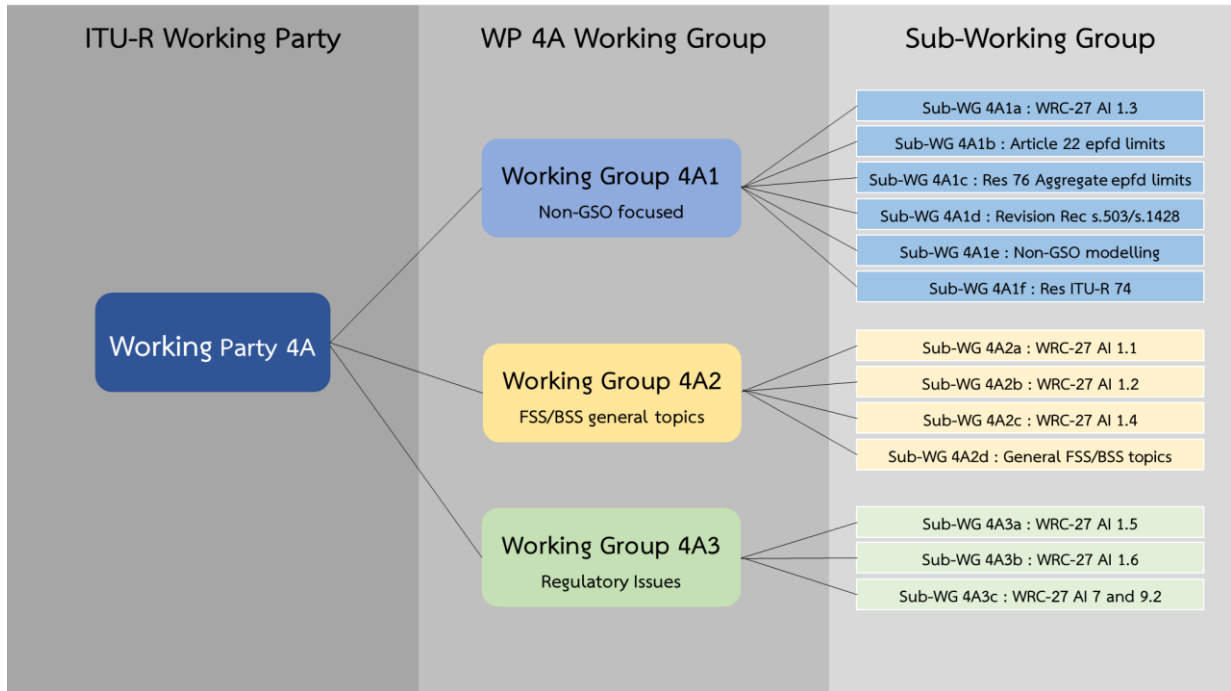 ITU-R Working Party
WP 4A Working Group
Sub-Working Group
Working Party 4A
Working Group 4A1
Non-GSO focused
Sub-WG 4A1a : WRC-27 AI 1.3
Sub-WG 4A1b : Article 22 epfd limits
Sub-WG 4A1c : Res 76 Aggregate epfd limits
Sub-WG 4A1d : Revision Rec s.503/s.1428
Sub-WG 4A1e : Non-GSO modelling
Sub-WG 4A1f : Res ITU-R 74
Working Group 4A2
FSS/BSS general topics
Sub-WG 4A2a : WRC-27 AI 1.1
Sub-WG 4A2b : WRC-27 AI 1.2
Sub-WG 4A2c : WRC-27 AI 1.4
Sub-WG 4A2d : General FSS/BSS topics
Working Group 4A3
Regulatory Issues
Sub-WG 4A3a : WRC-27 AI 1.5
Sub-WG 4A3b : WRC-27 AI 1.6
Sub-WG 4A3c : WRC-27 AI 7 and 9.2